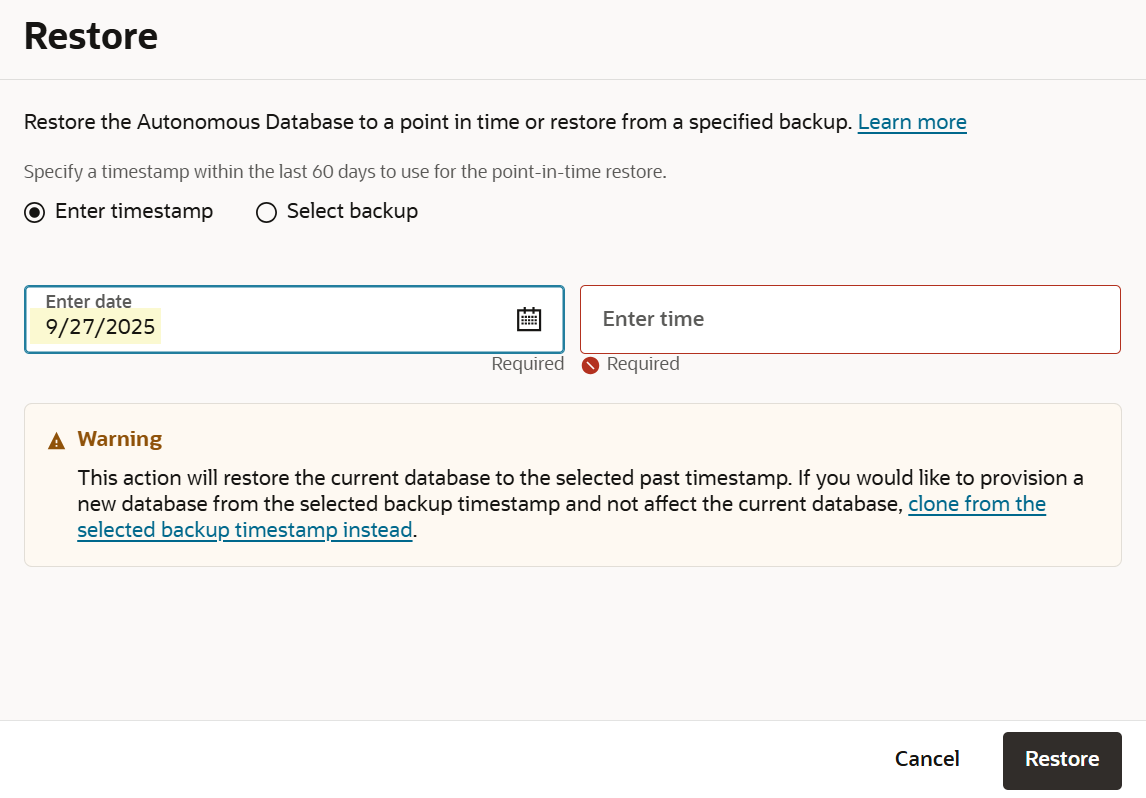 Restore
Restore the Autonomous Database to a point in time or restore from a specified backup. Learn more
Specify a timestamp within the last 60 days to use for the point-in-time restore.
Enter timestamp
Select backup
Enter date
9/27/2025
Enter time
Required
Required
Warning
This action will restore the current database to the selected past timestamp. If you would like to provision a
new database from the selected backup timestamp and not affect the current database, clone from the
selected backup timestamp instead.
Cancel
Restore